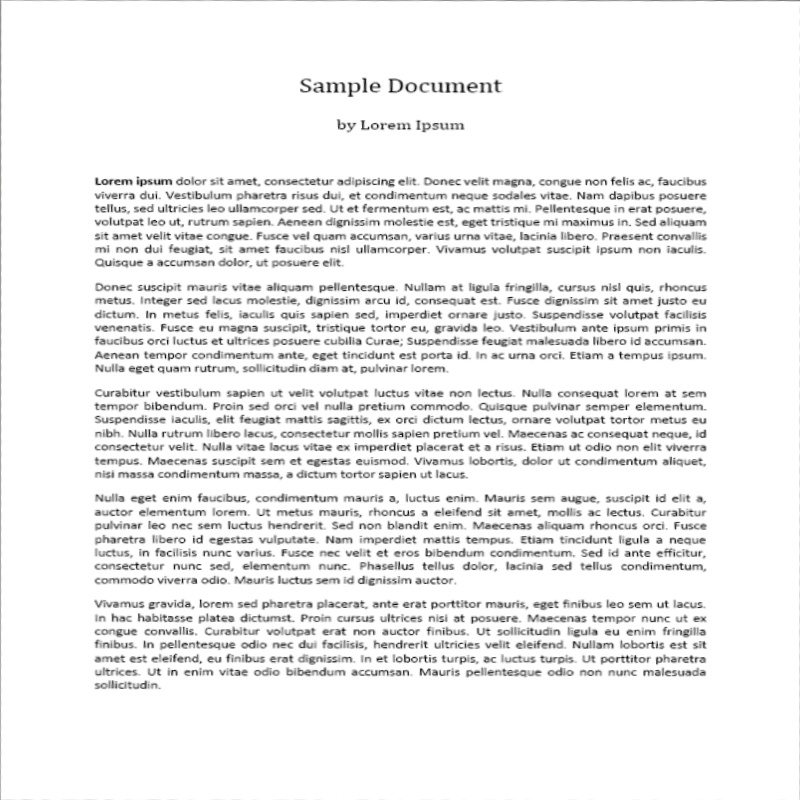 Sample Document
by Lorem Ipsum
Lorem ipsum dolor sit amet, consectetur adipiscing elit. Donec velit magna, congue non felis ac, faucibus
viverra dui. Vestibulum pharetra risus dui, et condimentum neque sodales vitae. Nam dapibus posuere
tellus, sed ultricies leo ullamcorper sed. Ut et fermentum est, ac mattis mi. Pellentesque in erat posuere,
volutpat leo ut, rutrum sapien. Aenean dignissim molestie est, eget tristique mi maximus in. Sed aliquam
sit amet velit vitae congue. Fusce vel quam accumsan, varius urna vitae, lacinia libero. Praesent convallis
mi non dui feugiat, sit amet faucibus nisl ullamcorper. Vivamus volutpat suscipit ipsum non iaculis.
Quisque a accumsan dolor, ut posuere elit.
Donec suscipit mauris vitae aliquam pellentesque. Nullam at ligula fringilla, cursus nisl quis, rhoncus
metus. Integer sed lacus molestie, dignissim arcu id, consequat est. Fusce dignissim sit amet justo eu
dictum. In metus felis, iaculis quis sapien sed, imperdiet ornare justo. Suspendisse volutpat facilisis
venenatis. Fusce eu magna suscipit, tristique tortor eu, gravida leo. Vestibulum ante ipsum primis in
faucibus orci luctus et ultrices posuere cubilia Curae; Suspendisse feugiat malesuada libero id accumsan.
Aenean tempor condimentum ante, eget tincidunt est porta id. In ac urna orci. Etiam a tempus ipsum.
Nulla eget quam rutrum, sollicitudin diam at, pulvinar lorem.
Curabitur vestibulum sapien ut velit volutpat luctus vitae non lectus. Nulla consequat lorem at sem
tempor bibendum. Proin sed orci vel nulla pretium commodo. Quisque pulvinar semper elementum.
Suspendisse iaculis, elit feugiat mattis sagittis, ex orci dictum lectus, ornare volutpat tortor metus eu
nibh. Nulla rutrum libero lacus, consectetur mollis sapien pretium vel. Maecenas ac consequat neque, id
consectetur velit. Nulla vitae lacus vitae ex imperdiet placerat et a risus. Etiam ut odio non elit viverra
tempus. Maecenas suscipit sem et egestas euismod. Vivamus lobortis, dolor ut condimentum aliquet,
nisi massa condimentum massa, a dictum tortor sapien ut lacus.
Nulla eget enim faucibus, condimentum mauris a, luctus enim. Mauris sem augue, suscipit id elit a,
auctor elementum lorem. Ut metus mauris, rhoncus a eleifend sit amet, mollis ac lectus. Curabitur
pulvinar leo nec sem luctus hendrerit. Sed non blandit enim. Maecenas aliquam rhoncus orci. Fusce
pharetra libero id egestas vulputate. Nam imperdiet mattis tempus. Etiam tincidunt ligula a neque
luctus, in facilisis nunc varius. Fusce nec velit et eros bibendum condimentum. Sed id ante efficitur,
consectetur nunc sed, elementum nunc. Phasellus tellus dolor, lacinia sed tellus condimentum,
commodo viverra odio. Mauris luctus sem id dignissim auctor.
Vivamus gravida, lorem sed pharetra placerat, ante erat porttitor mauris, eget finibus leo sem ut lacus.
In hac habitasse platea dictumst. Proin cursus ultrices nisi at posuere. Maecenas tempor nunc ut ex
congue convallis. Curabitur volutpat erat non auctor finibus. Ut sollicitudin ligula eu enim fringilla
finibus. In pellentesque odio nec dui facilisis, hendrerit ultricies velit eleifend. Nullam lobortis est sit
amet est eleifend, eu finibus erat dignissim. In et lobortis turpis, ac luctus turpis. Ut porttitor pharetra
ultrices. Ut in enim vitae odio bibendum accumsan. Mauris pellentesque odio non nunc malesuada
sollicitudin.